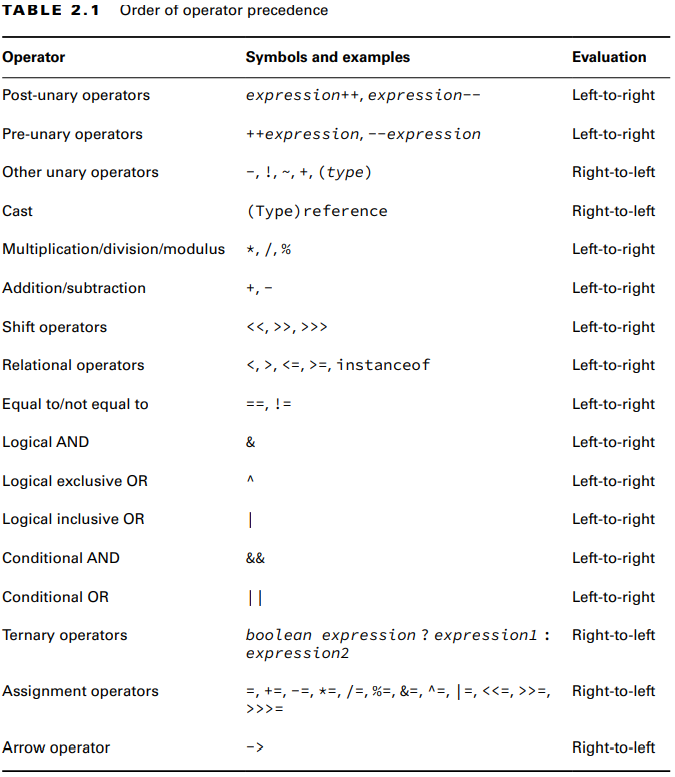 TABLE 2.1 Order of operator precedence
Operator Symbols and examples Evaluation
Post-unary operators expression++, expression-- Left-to-right
Pre-unary operators ++expression, --expression Left-to-right
Other unary operators -, !, ~, +, (type) Right-to-left
Cast (Type)reference Right-to-left
Multiplication/division/modulus *, /, % Left-to-right
Addition/subtraction +, - Left-to-right
Shift operators <<, >>, >>> Left-to-right
Relational operators <, >, <=, >=, instanceof Left-to-right
Equal to/not equal to ==, != Left-to-right
Logical AND & Left-to-right
Logical exclusive OR ^ Left-to-right
Logical inclusive OR | Left-to-right
Conditional AND && Left-to-right
Conditional OR || Left-to-right
Ternary operators boolean expression ? expression1 : Right-to-left
expression2
Assignment operators =, +=, -=, *=, /=, %=, &=, ^=, |=, <<=, >>=, Right-to-left
>>>=
Arrow operator -> Right-to-left